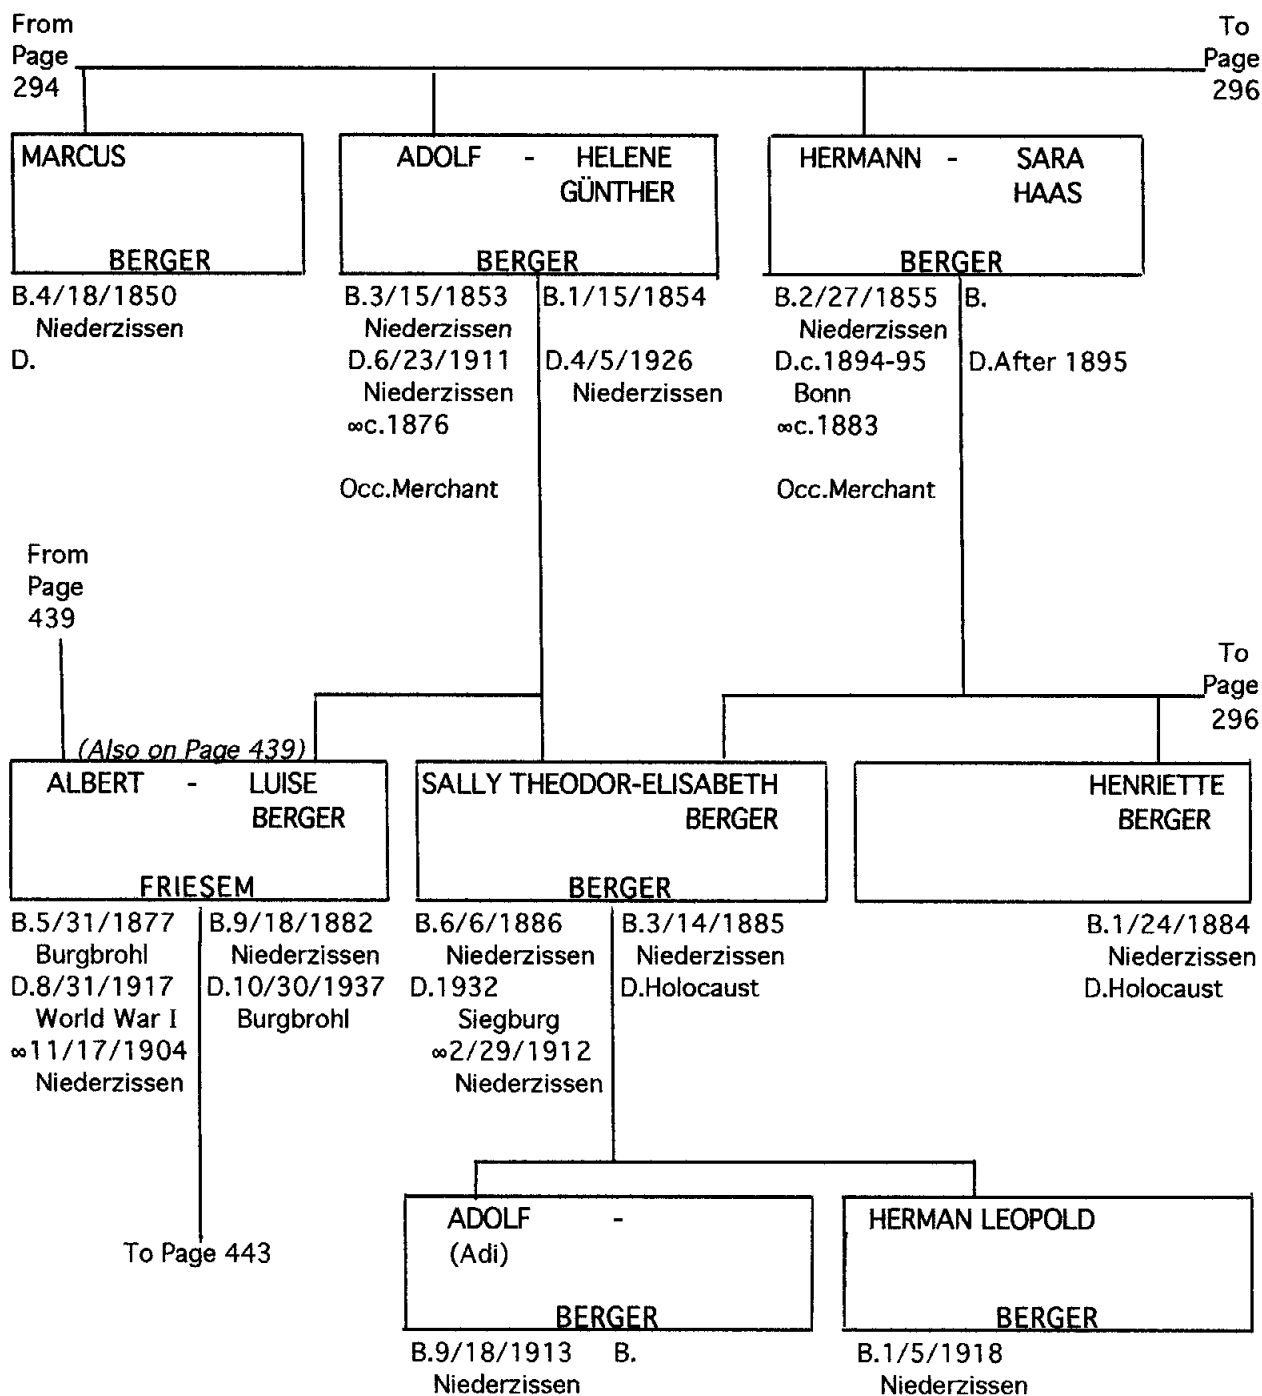 From
Page
294
To
Page
296
MARCUS
BERGER
B.4/18/1850
Niederzissen
D.
ADOLF - HELENE
GÜNTHER
BERGER
B.3/15/1853
Niederzissen
D.6/23/1911
Niederzissen
∞c.1876
Occ.Merchant
B.1/15/1854
D.4/5/1926
Niederzissen
HERMANN - SARA
HAAS
BERGER
B.2/27/1855
Niederzissen
D.c.1894-95
Bonn
∞c.1883
Occ.Merchant
B.
D.After 1895
From
Page
439
To
Page
296
(Also on Page 439)
ALBERT - LUISE
BERGER
FRIESEM
B.5/31/1877
Burgbrohl
D.8/31/1917
World War I
∞11/17/1904
Niederzissen
B.9/18/1882
Niederzissen
D.10/30/1937
Burgbrohl
To Page 443
SALLY THEODOR-ELISABETH
BERGER
BERGER
B.6/6/1886
Niederzissen
D.1932
Siegburg
∞2/29/1912
Niederzissen
B.3/14/1885
Niederzissen
D.Holocaust
HENRIETTE
BERGER
B.1/24/1884
Niederzissen
D.Holocaust
ADOLF -
(Adi)
BERGER
B.9/18/1913 B.
Niederzissen
HERMAN LEOPOLD
BERGER
B.1/5/1918
Niederzissen